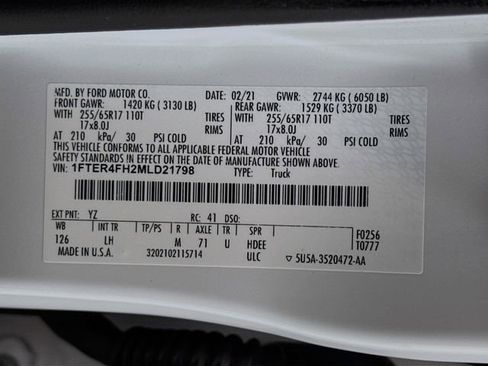 MFD. BY FORD MOTOR CO. 02/21 GVWR: 2744 KG (6050 LB)
FRONT GAWR: 1420 KG (3130 LB) REAR GAWR: 1529 KG (3370 LB)
WITH 255/65R17 110T TIRES WITH 255/65R17 110T TIRES
17x8.0J RIMS 17x8.0J RIMS
AT 210 kPa/ 30 PSI COLD AT 210 kPa/ 30 PSI COLD
THIS VEHICLE CONFORMS TO ALL APPLICABLE FEDERAL MOTOR VEHICLE
SAFETY STANDARDS IN EFFECT ON THE DATE OF MANUFACTURE SHOWN ABOVE.
VIN: 1FTER4FH2MLD21798 TYPE: Truck
EXT PNT: YZ RC: 41 DSO:
WB INT TR TP/PS R AXLE TR SPR F0256
126 LH M 71 U HDEE T0777
MADE IN U.S.A. 3202102115714 ULC 5U5A-3520472-AA